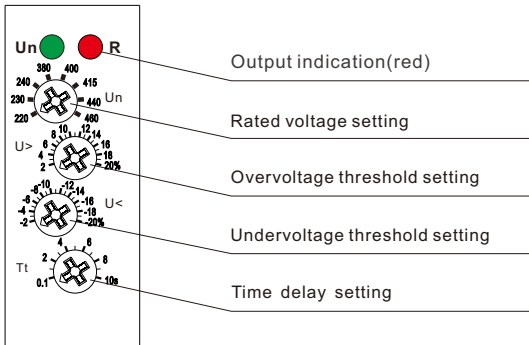 Un R
Output indication(red)
380 400
240 415
230 440 Un
220 460
Rated voltage setting
U>
10 12
8 14
6 16
4 18
2 20%
Overvoltage threshold setting
U<
-10 -12
-8 -14
-6 -16
-4 -18
-2 -20%
Undervoltage threshold setting
Tt
4 6
2 8
0.1 10s
Time delay setting